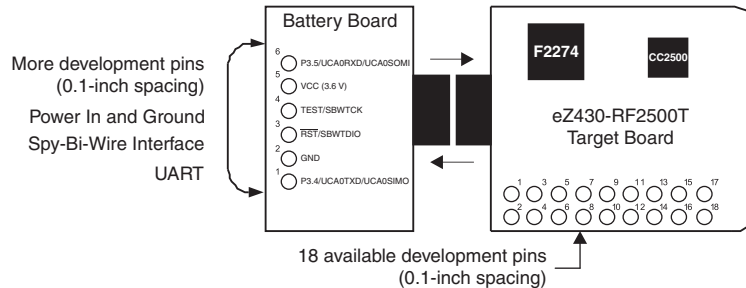 Battery Board
More development pins
(0.1-inch spacing)
Power In and Ground
Spy-Bi-Wire Interface
UART
6 P3.5/UCA0RXD/UCA0SOMI
5 VCC (3.6 V)
4 TEST/SBWTCK
3 RST/SBWTDIO
2 GND
1 P3.4/UCA0TXD/UCA0SIMO
F2274
CC2500
eZ430-RF2500T
Target Board
1 3 5 7 9 11 13 15 17
2 4 6 8 10 12 14 16 18
18 available development pins
(0.1-inch spacing)